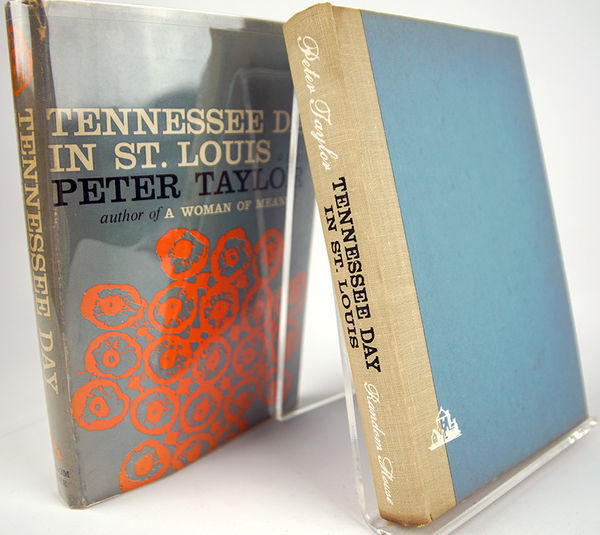 TENNESSEE DAY
TENNESSEE D
IN ST. LOUIS
PETER TAYLOR
author of A WOMAN OF MEAN
Peter Taylor
TENNESSEE DAY
IN ST. LOUIS
Random House